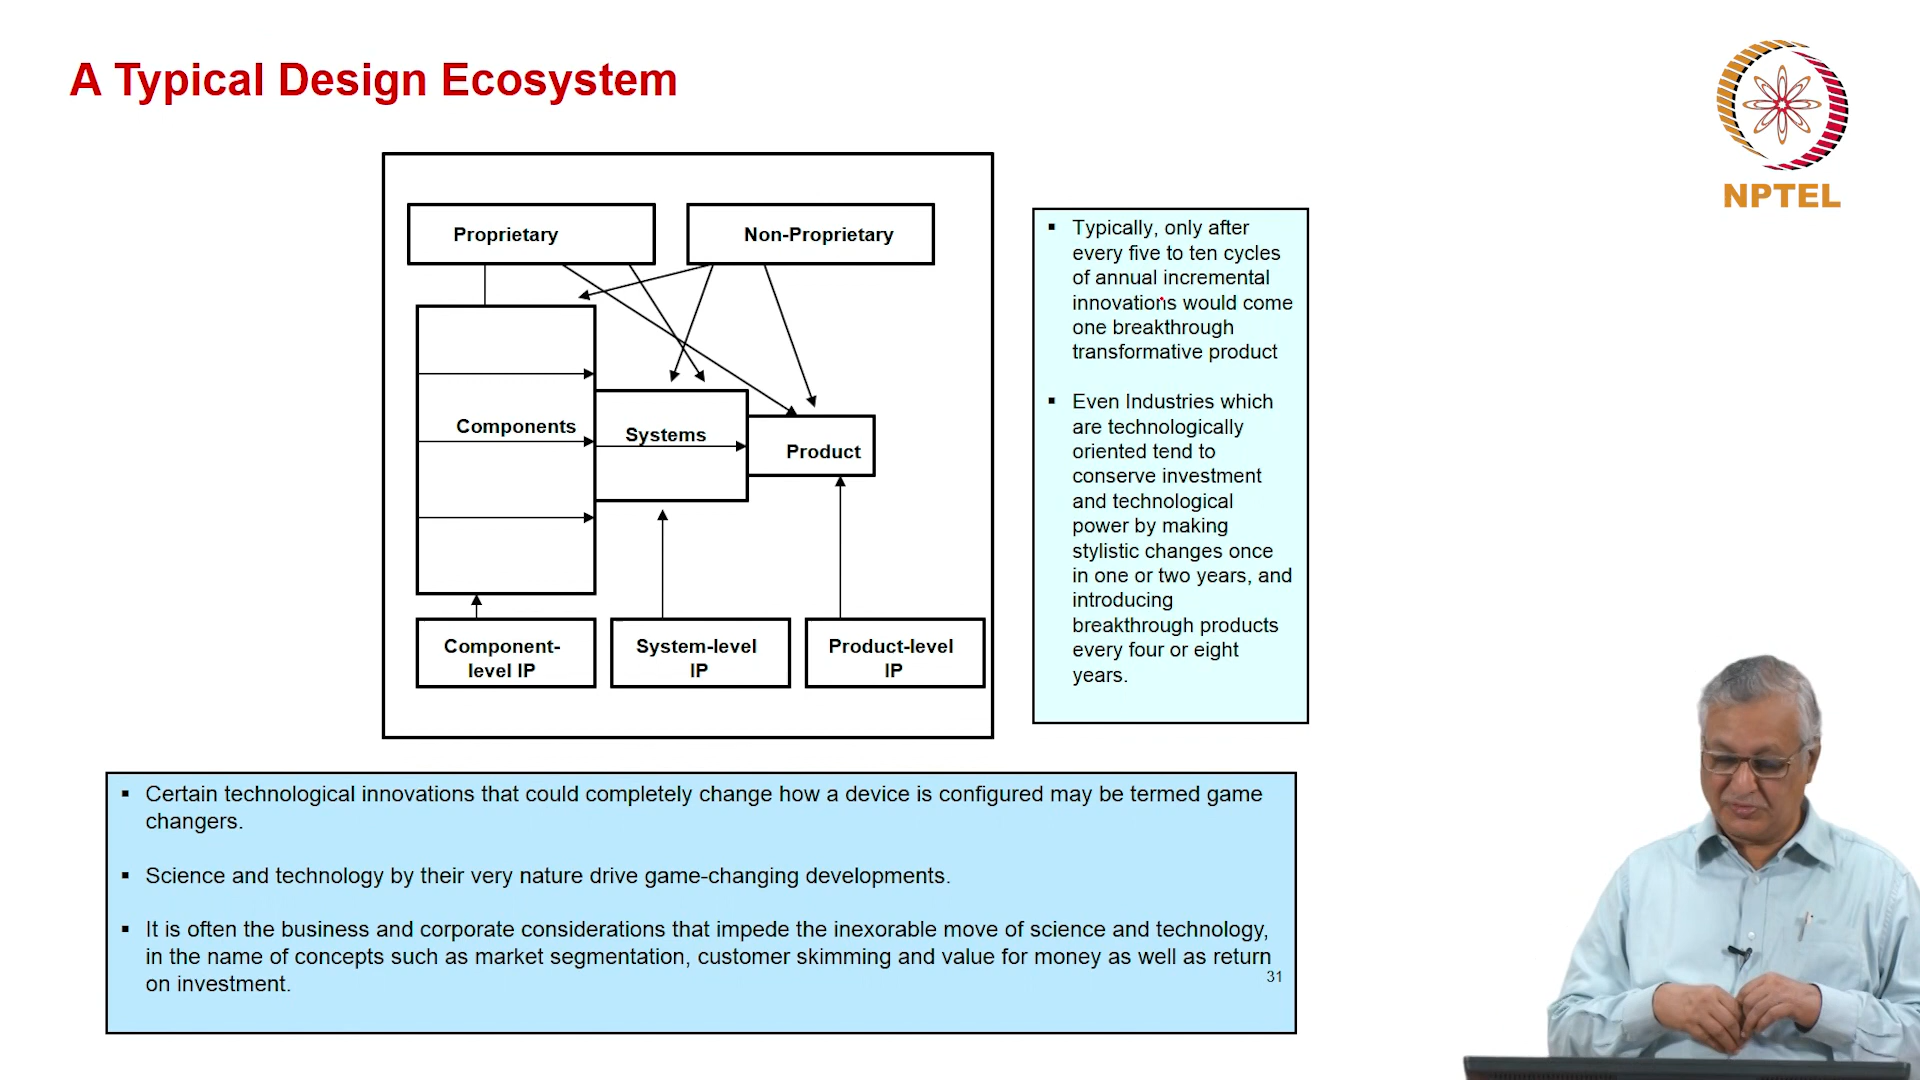 A Typical Design Ecosystem
NPTEL
Proprietary
Non-Proprietary
Components
Systems
Product
Component-
level IP
System-level
IP
Product-level
IP
▪ Typically, only after
every five to ten cycles
of annual incremental
innovations would come
one breakthrough
transformative product
▪ Even Industries which
are technologically
oriented tend to
conserve investment
and technological
power by making
stylistic changes once
in one or two years, and
introducing
breakthrough products
every four or eight
years.
▪ Certain technological innovations that could completely change how a device is configured may be termed game
changers.
▪ Science and technology by their very nature drive game-changing developments.
▪ It is often the business and corporate considerations that impede the inexorable move of science and technology,
in the name of concepts such as market segmentation, customer skimming and value for money as well as return
on investment.
31